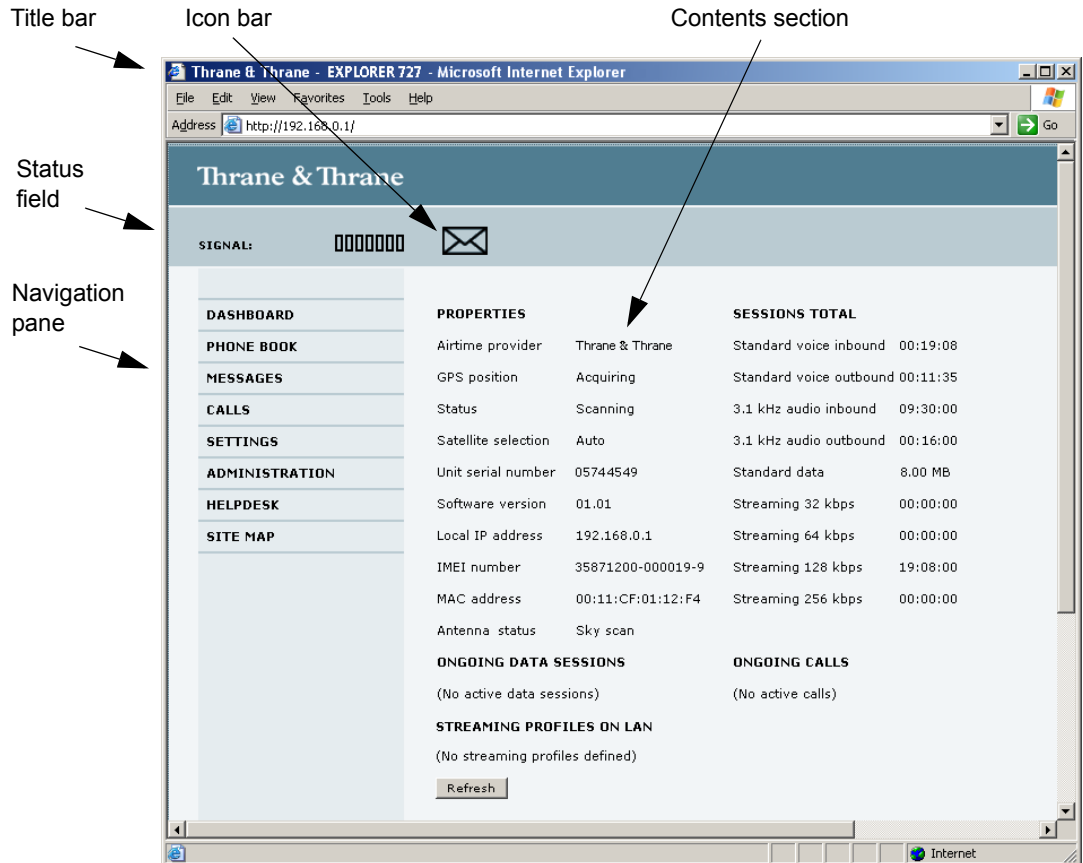 Title bar
Icon bar
Contents section
Thrane & Thrane - EXPLORER 727 - Microsoft Internet Explorer
File Edit View Favorites Tools Help
Address http://192.168.0.1/ Go
Status
field
Thrane & Thrane
SIGNAL:
Navigation
pane
DASHBOARD
PHONE BOOK
MESSAGES
CALLS
SETTINGS
ADMINISTRATION
HELPDESK
SITE MAP
PROPERTIES
Airtime provider Thrane & Thrane
GPS position Acquiring
Status Scanning
Satellite selection Auto
Unit serial number 05744549
Software version 01.01
Local IP address 192.168.0.1
IMEI number 35871200-000019-9
MAC address 00:11:CF:01:12:F4
Antenna status Sky scan
SESSIONS TOTAL
Standard voice inbound 00:19:08
Standard voice outbound 00:11:35
3.1 kHz audio inbound 09:30:00
3.1 kHz audio outbound 00:16:00
Standard data 8.00 MB
Streaming 32 kbps 00:00:00
Streaming 64 kbps 00:00:00
Streaming 128 kbps 19:08:00
Streaming 256 kbps 00:00:00
ONGOING DATA SESSIONS
(No active data sessions)
ONGOING CALLS
(No active calls)
STREAMING PROFILES ON LAN
(No streaming profiles defined)
Refresh
Internet